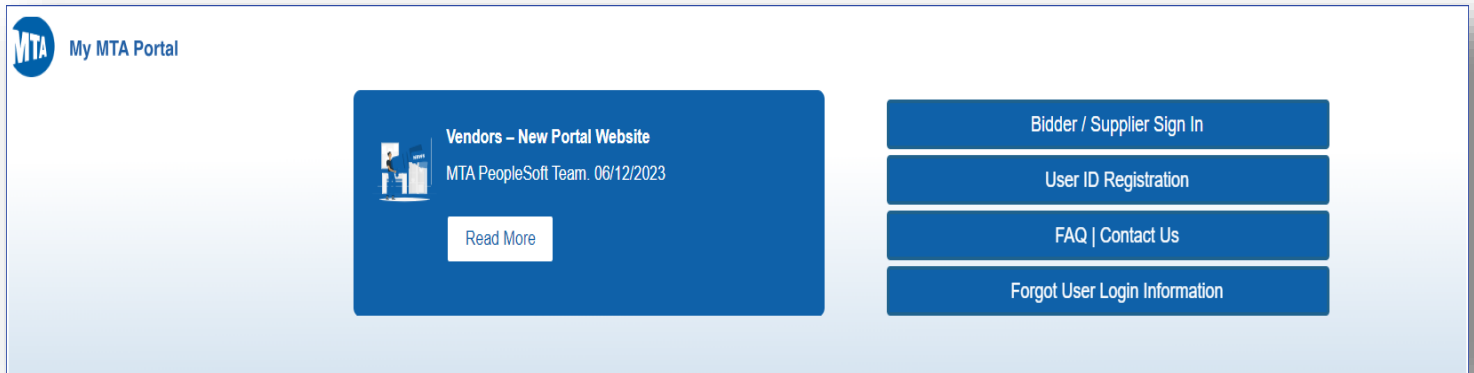 MTA
My MTA Portal
Vendors – New Portal Website
MTA PeopleSoft Team. 06/12/2023
Read More
Bidder / Supplier Sign In
User ID Registration
FAQ | Contact Us
Forgot User Login Information